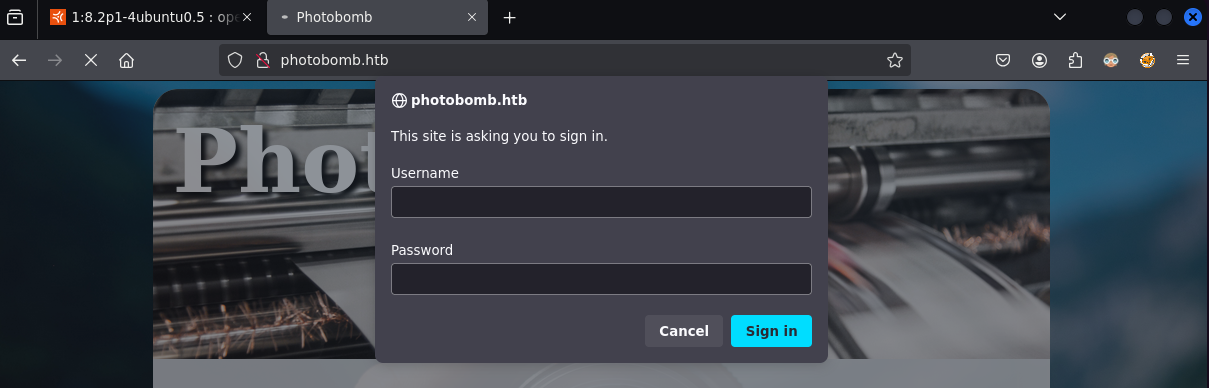 1:8.2p1-4ubuntu0.5 : op
Photobomb
photobomb.htb
Phot
photobomb.htb
This site is asking you to sign in.
Username
Password
Cancel
Sign in